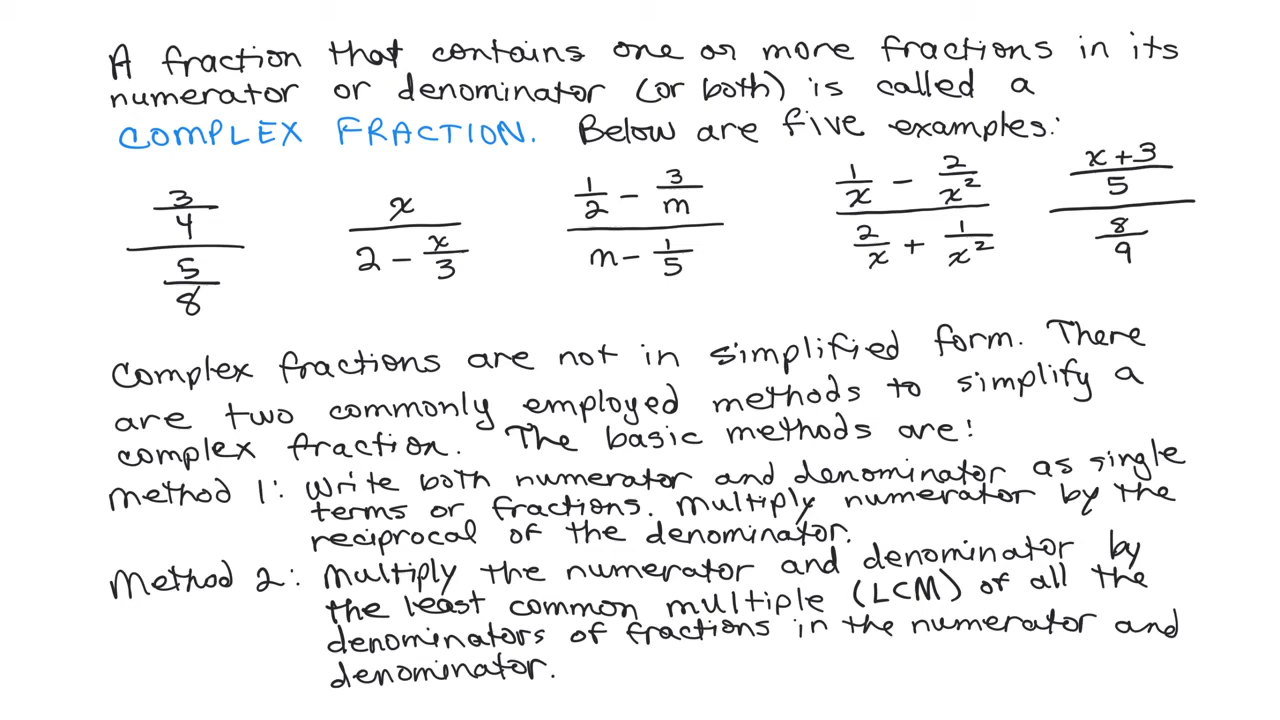 A fraction that contains one or more fractions in its
numerator or denominator (or both) is called a
COMPLEX FRACTION. Below are five examples:
(3/4)/(5/8)   x/(2 - x/3)   (1/2 - 3/m)/(m - 1/5)   (1/x - 2/x²)/(2/x + 1/x²)   ((x+3)/5)/(8/9)
Complex fractions are not in simplified form. There
are two commonly employed methods to simplify a
complex fraction. The basic methods are:
Method 1: Write both numerator and denominator as single
terms or fractions. Multiply numerator by the
reciprocal of the denominator.
Method 2: Multiply the numerator and denominator by
the least common multiple (LCM) of all the
denominators of fractions in the numerator and
denominator.